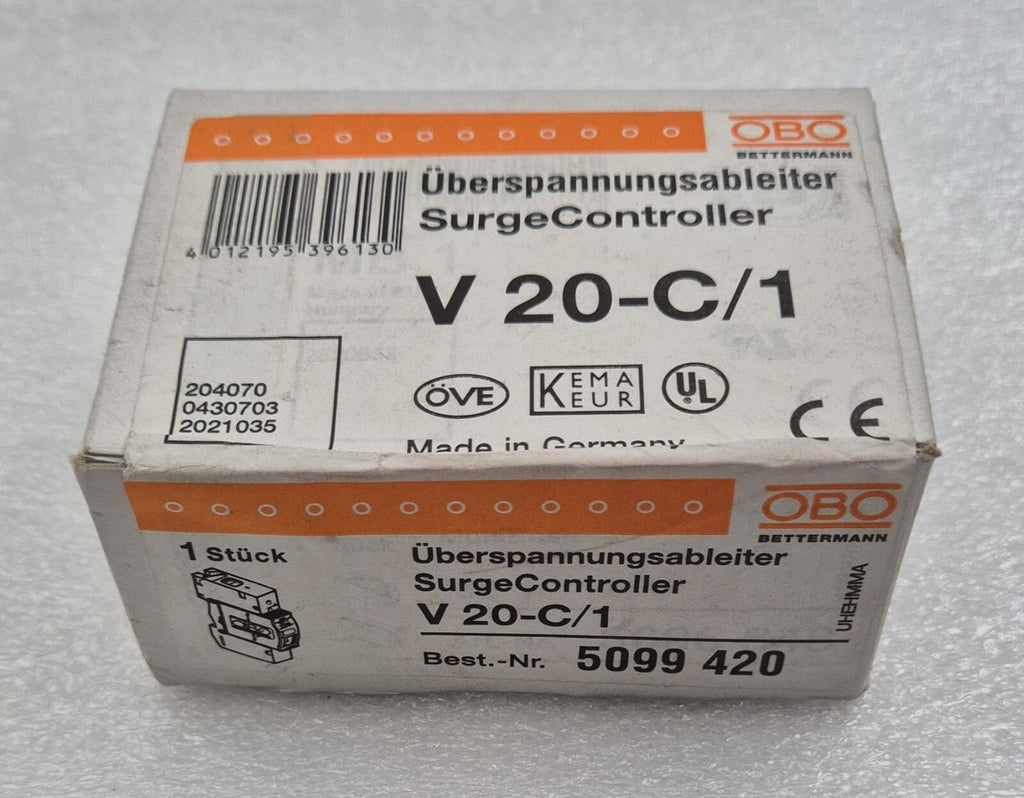 OBO
BETTERMANN
4 012195 396130
Überspannungsableiter
SurgeController
V 20-C/1
204070
0430703
2021035
ÖVE
KEMA
KEUR
UL
CE
Made in Germany
OBO
BETTERMANN
1 Stück
Überspannungsableiter
SurgeController
V 20-C/1
Best.-Nr. 5099 420
UHEHMMA